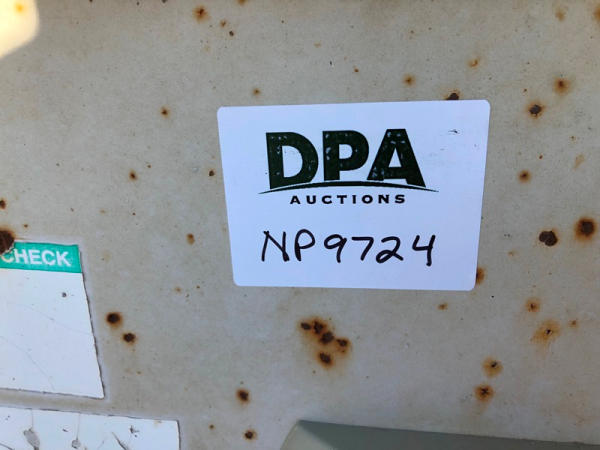 DPA
AUCTIONS
NP9724
CHECK